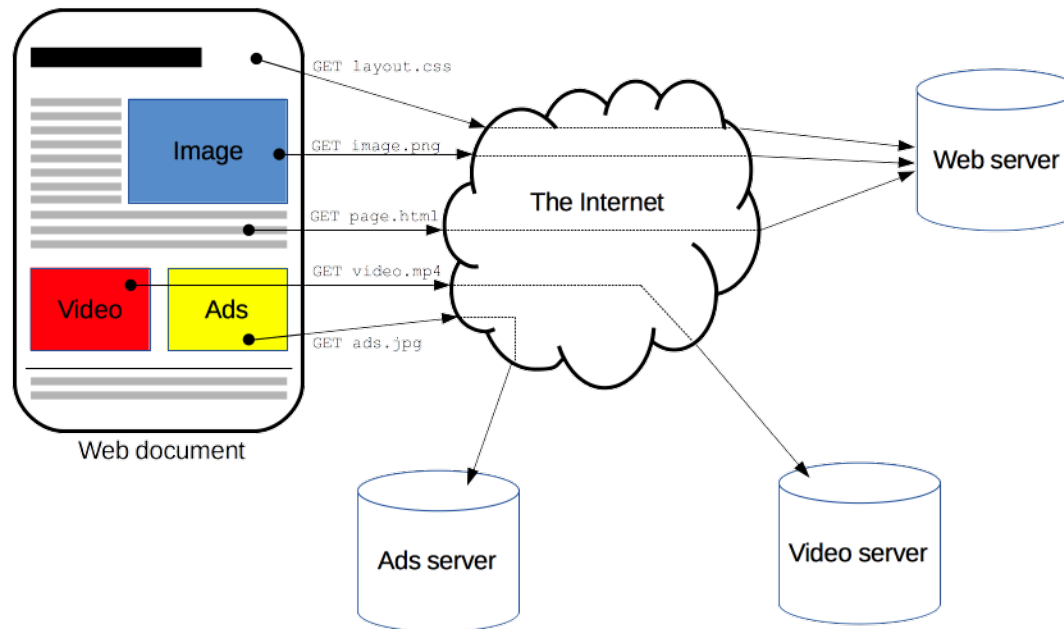 GET layout.css
Image
GET image.png
Web server
The Internet
GET page.html
GET video.mp4
Video
Ads
GET ads.jpg
Web document
Ads server
Video server